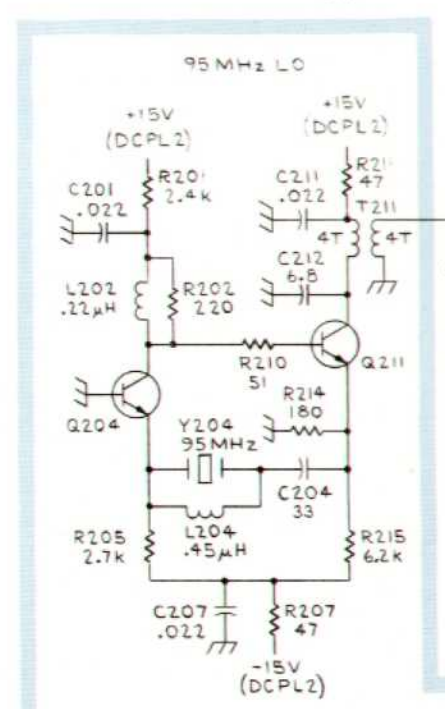 95 MHz LO
+15V
(DCPL2)
R201
2.4k
C201
.022
L202
.22μH
R202
220
Q204
+15V
(DCPL2)
R211
47
C211
.022
T211
4T
4T
C212
6.8
R210
51
Q211
R214
180
Y204
95MHz
C204
33
L204
.45μH
R205
2.7k
R215
6.2k
C207
.022
R207
47
-15V
(DCPL2)